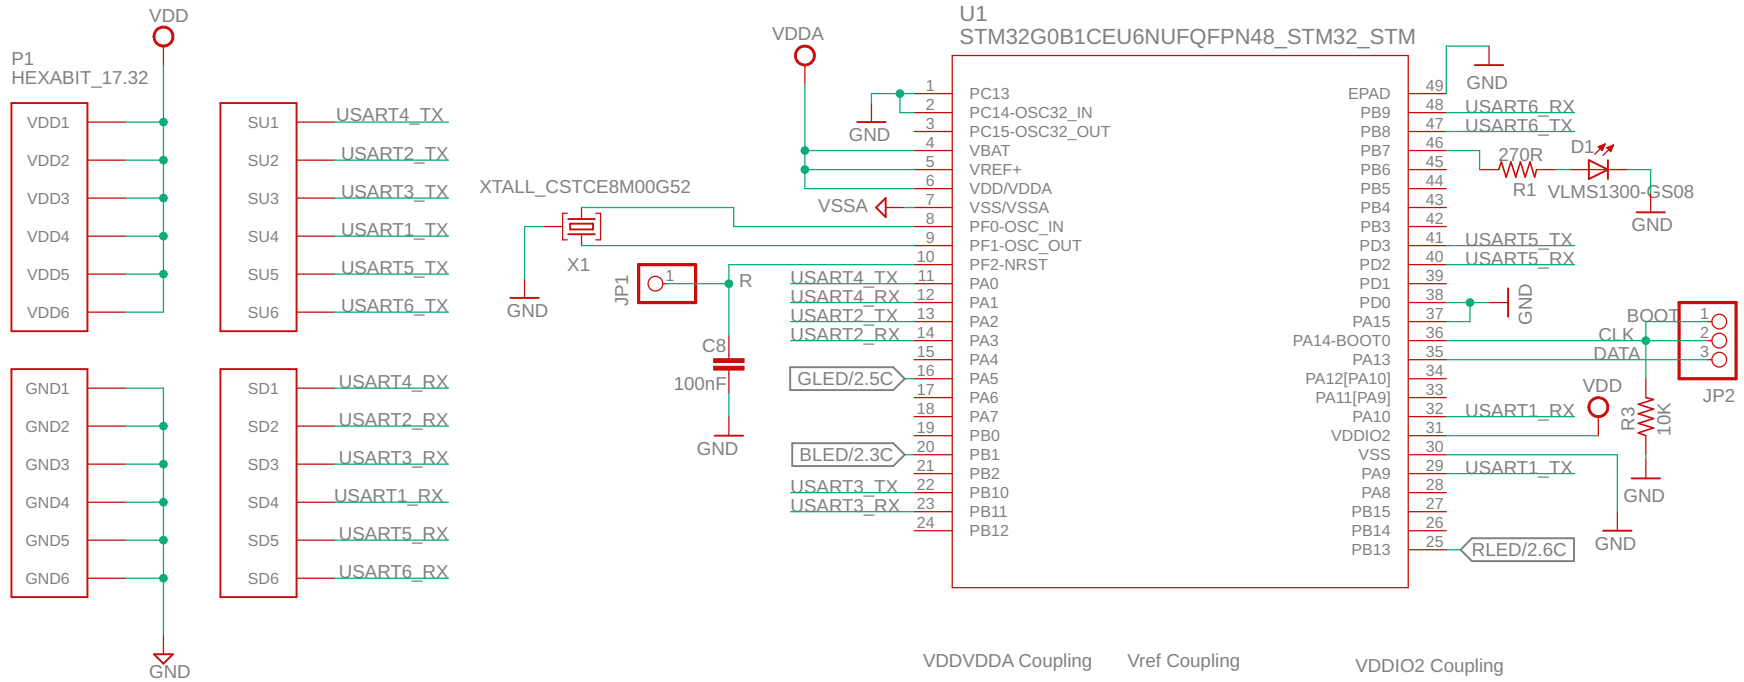 VDD
P1
HEXABIT_17.32
VDD1
VDD2
VDD3
VDD4
VDD5
VDD6
SU1 USART4_TX
SU2 USART2_TX
SU3 USART3_TX
SU4 USART1_TX
SU5 USART5_TX
SU6 USART6_TX
GND1
GND2
GND3
GND4
GND5
GND6
GND
SD1 USART4_RX
SD2 USART2_RX
SD3 USART3_RX
SD4 USART1_RX
SD5 USART5_RX
SD6 USART6_RX
XTALL_CSTCE8M00G52
X1
GND
JP1
1
R
C8
100nF
GND
VDDA
GND
VSSA
U1
STM32G0B1CEU6NUFQFPN48_STM32_STM
1 PC13
2 PC14-OSC32_IN
3 PC15-OSC32_OUT
4 VBAT
5 VREF+
6 VDD/VDDA
7 VSS/VSSA
8 PF0-OSC_IN
9 PF1-OSC_OUT
10 PF2-NRST
USART4_TX 11 PA0
USART4_RX 12 PA1
USART2_TX 13 PA2
USART2_RX 14 PA3
15 PA4
GLED/2.5C 16 PA5
17 PA6
18 PA7
19 PB0
BLED/2.3C 20 PB1
21 PB2
USART3_TX 22 PB10
USART3_RX 23 PB11
24 PB12
EPAD 49
PB9 48 USART6_RX
PB8 47 USART6_TX
PB7 46
PB6 45
PB5 44
PB4 43
PB3 42
PD3 41 USART5_TX
PD2 40 USART5_RX
PD1 39
PD0 38
PA15 37
PA14-BOOT0 36
PA13 35
PA12[PA10] 34
PA11[PA9] 33
PA10 32 USART1_RX
VDDIO2 31
VSS 30
PA9 29 USART1_TX
PA8 28
PB15 27
PB14 26
PB13 25 RLED/2.6C
GND
270R
R1
D1
VLMS1300-GS08
GND
GND
BOOT 1
CLK 2
DATA 3
JP2
VDD
R3
10K
GND
GND
VDDVDDA Coupling
Vref Coupling
VDDIO2 Coupling